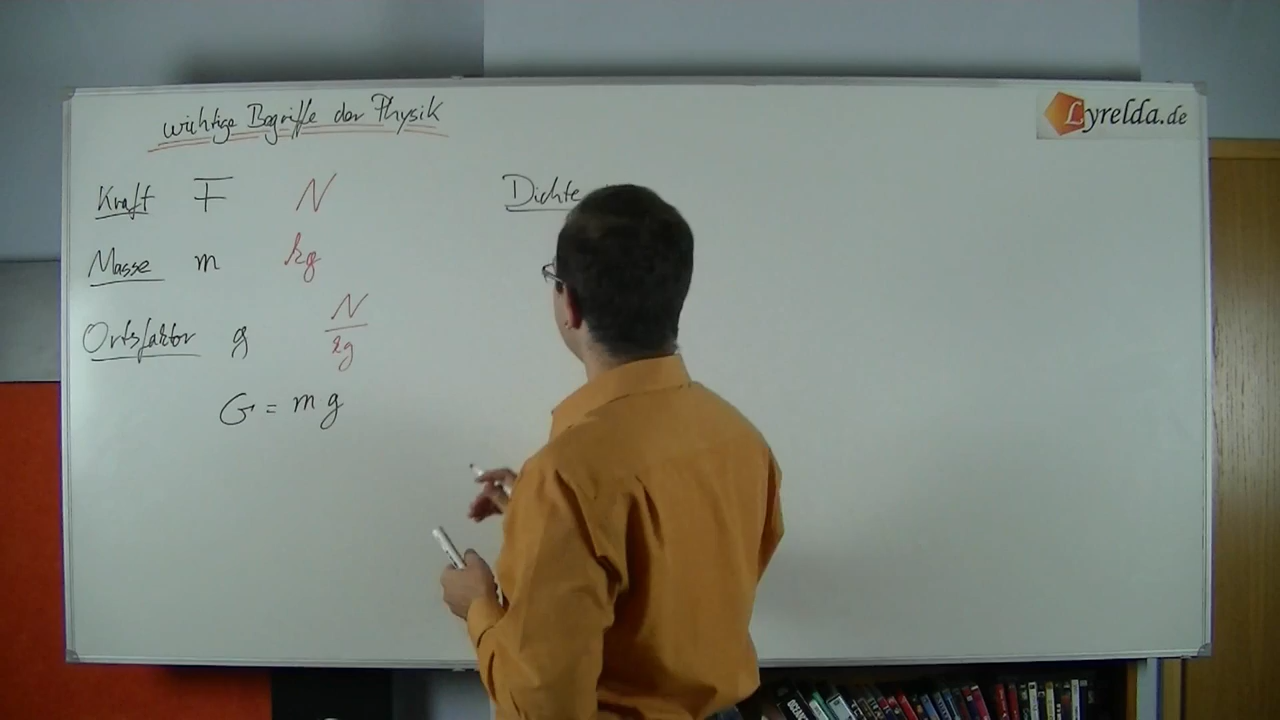 wichtige Begriffe der Physik
Lyrelda.de
Kraft F N
Masse m kg
Ortsfaktor g N/kg
G = m g
Dichte